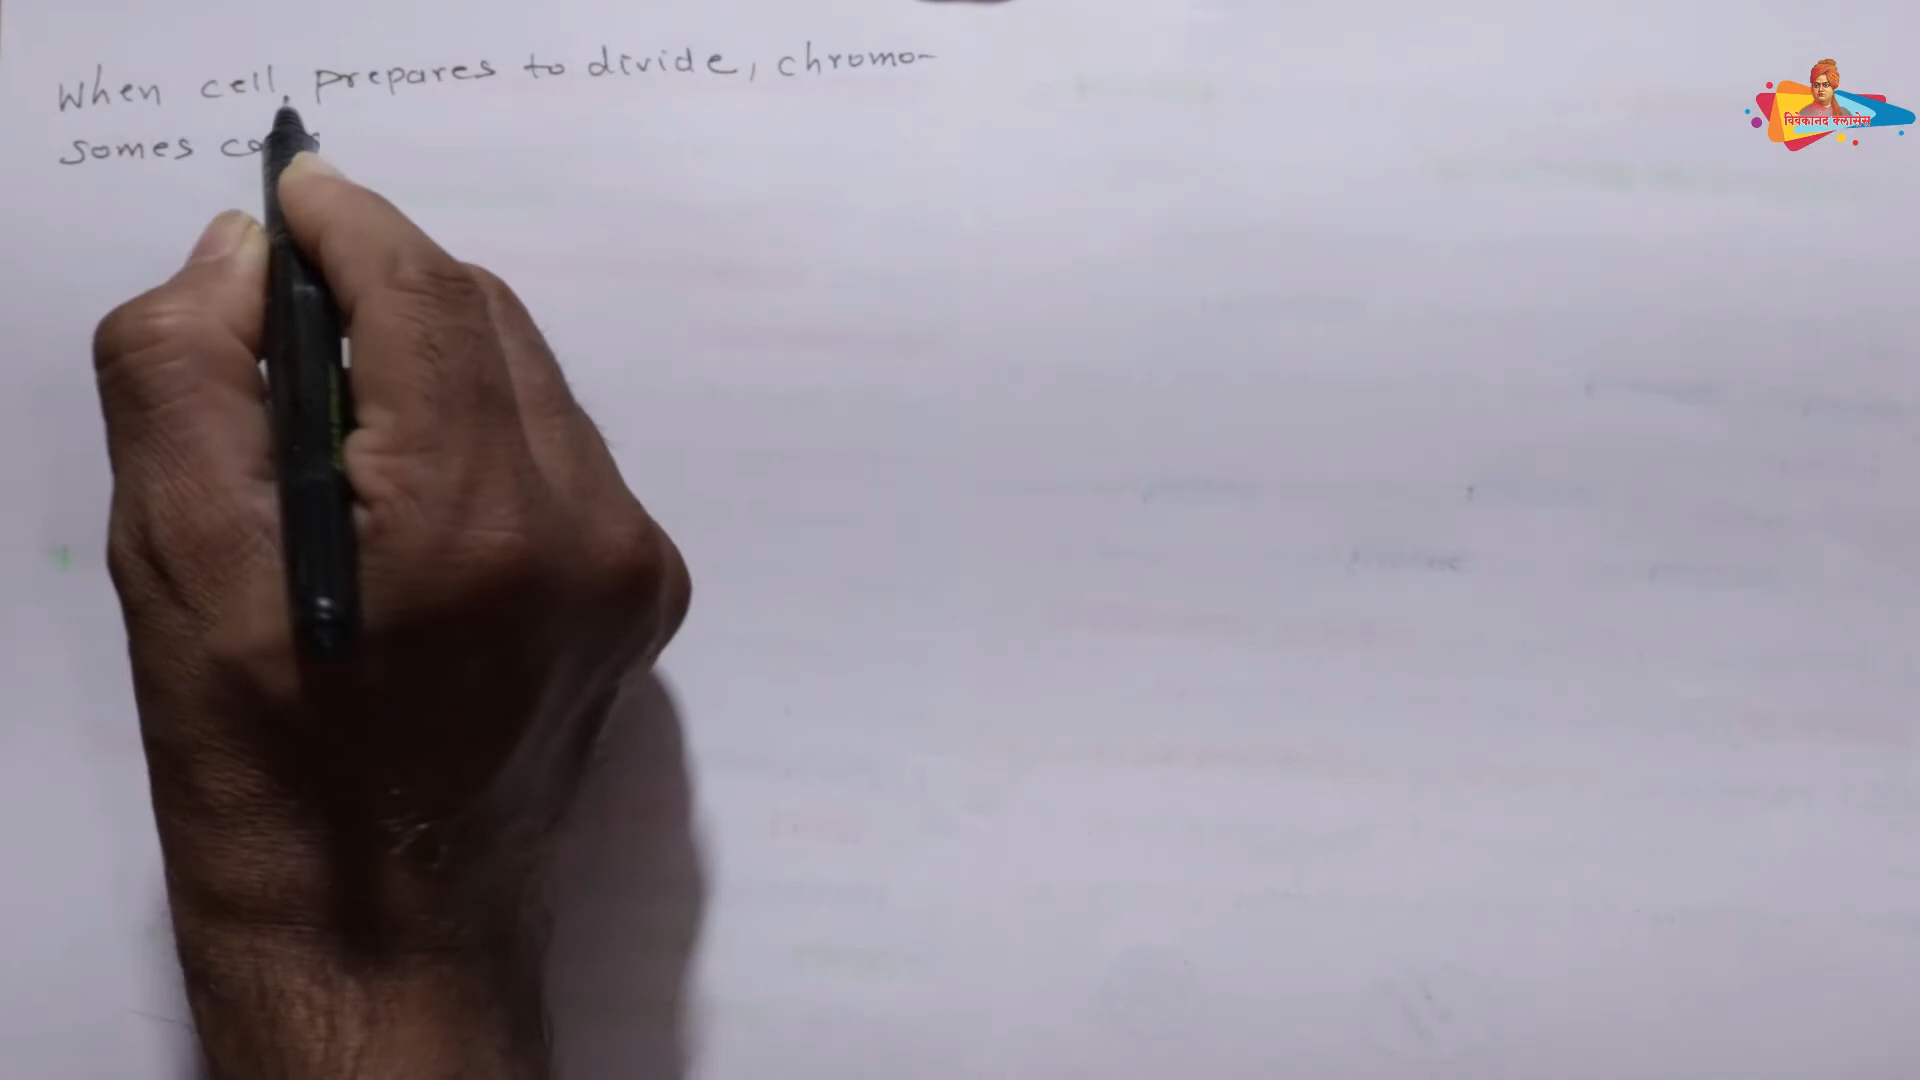 When cell prepares to divide, chromo-
somes
विवेकानंद क्लासेस